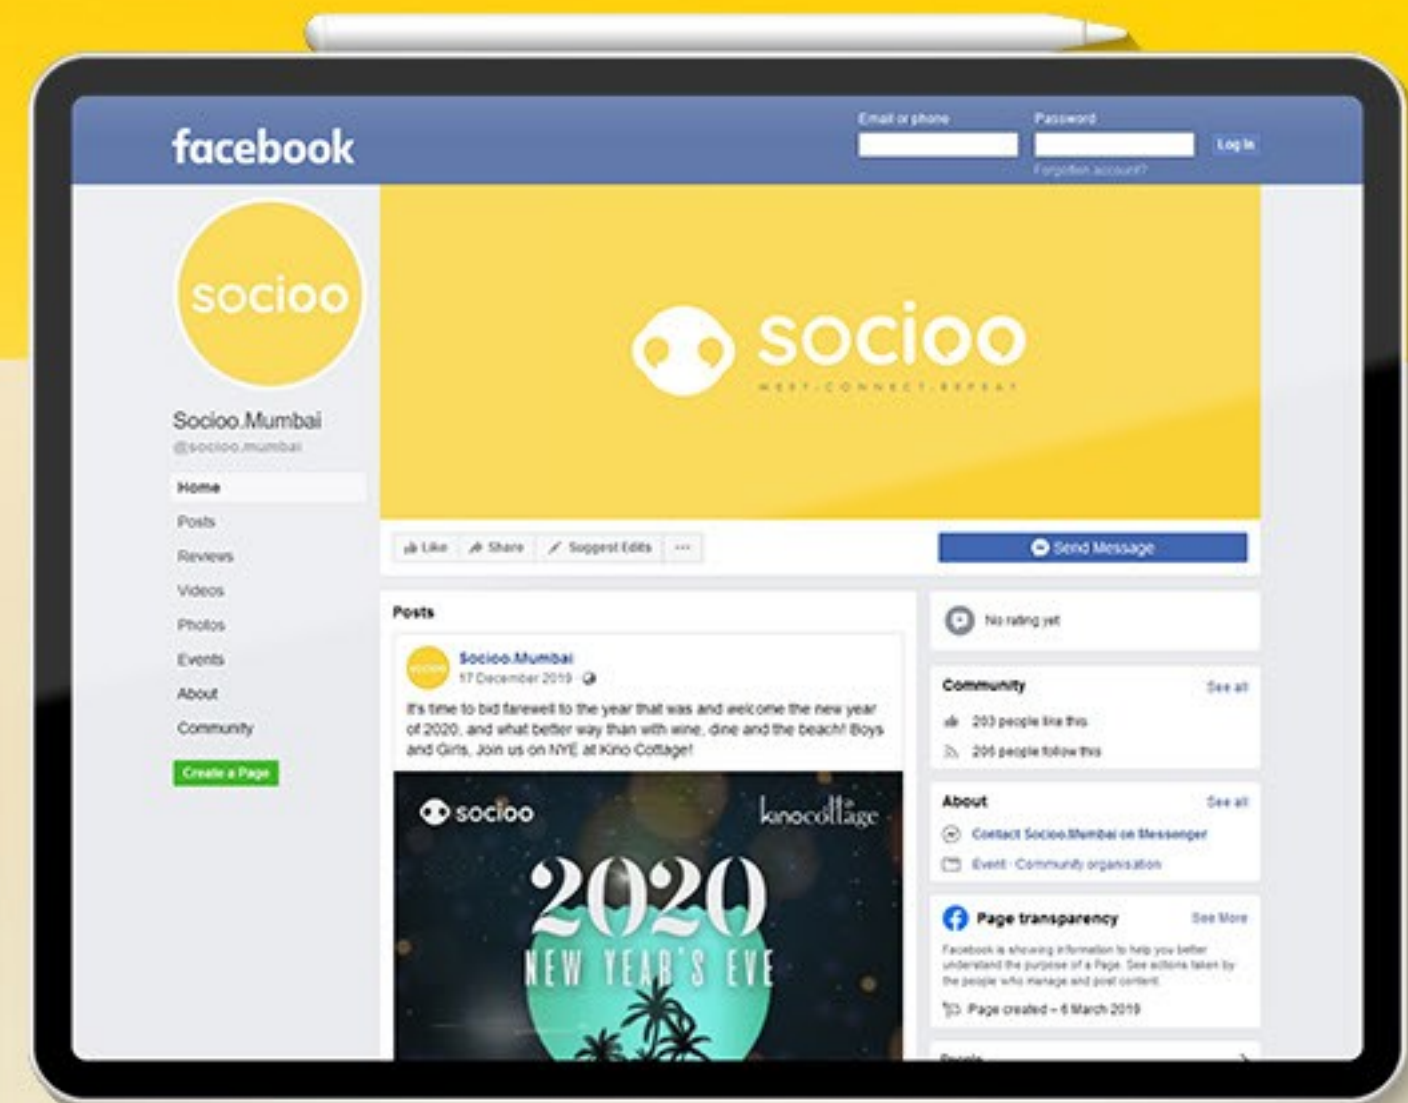 facebook
Email or phone
Password
Log In
Forgotten account?
socioo
socioo
MEET.CONNECT.REPEAT
Socioo.Mumbai
@socioo.mumbai
Home
Posts
Reviews
Videos
Photos
Events
About
Community
Create a Page
Like Share Suggest Edits ...
Send Message
Posts
Socioo.Mumbai
17 December 2019
It's time to bid farewell to the year that was and welcome the new year
of 2020, and what better way than with wine, dine and the beach! Boys
and Girls, Join us on NYE at Kino Cottage!
socioo
kinocottage
2020
NEW YEAR'S EVE
No rating yet
Community
See all
203 people like this
206 people follow this
About
See all
Contact Socioo.Mumbai on Messenger
Event · Community organisation
Page transparency
See More
Facebook is showing information to help you better
understand the purpose of a Page. See actions taken by
the people who manage and post content.
Page created – 6 March 2019